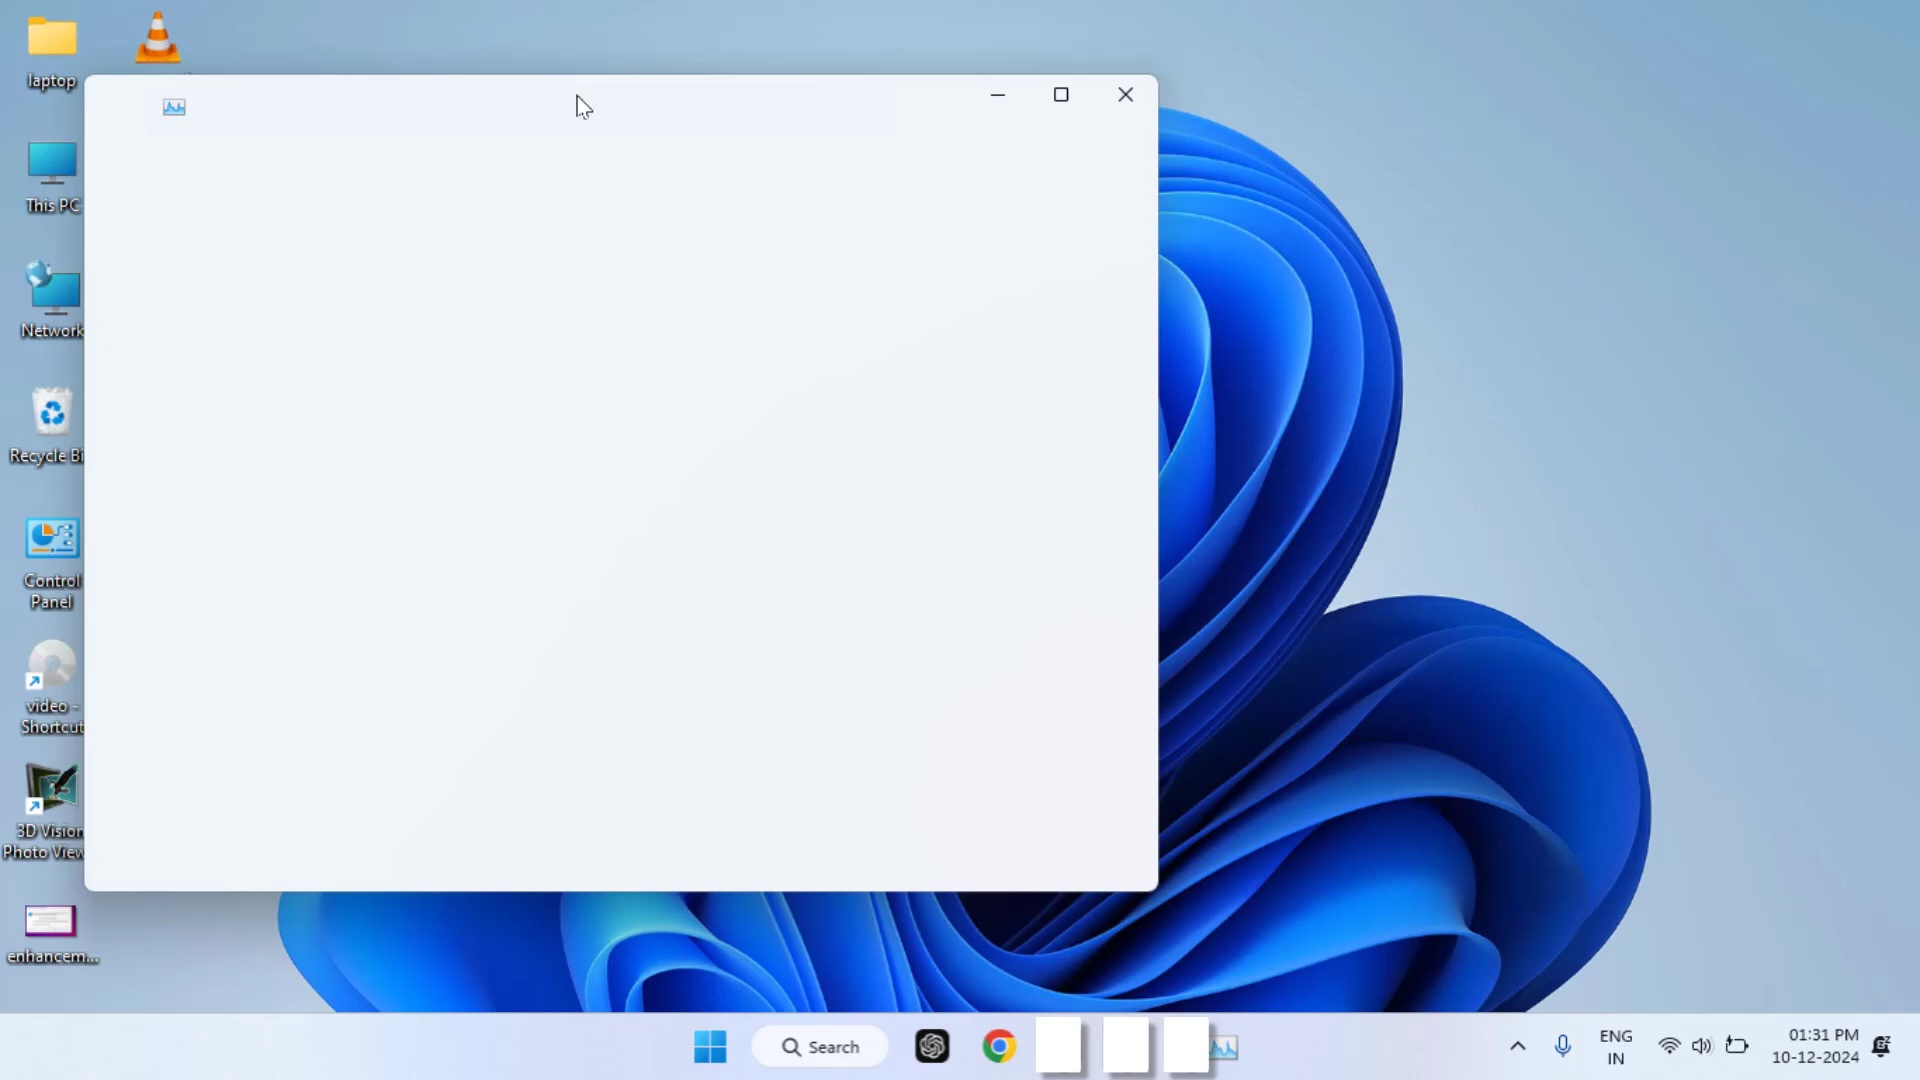 laptop
This PC
Network
Recycle Bi
Control
Panel
video -
Shortcut
3D Vision
Photo View
enhancem...
Search
ENG
IN
01:31 PM
10-12-2024